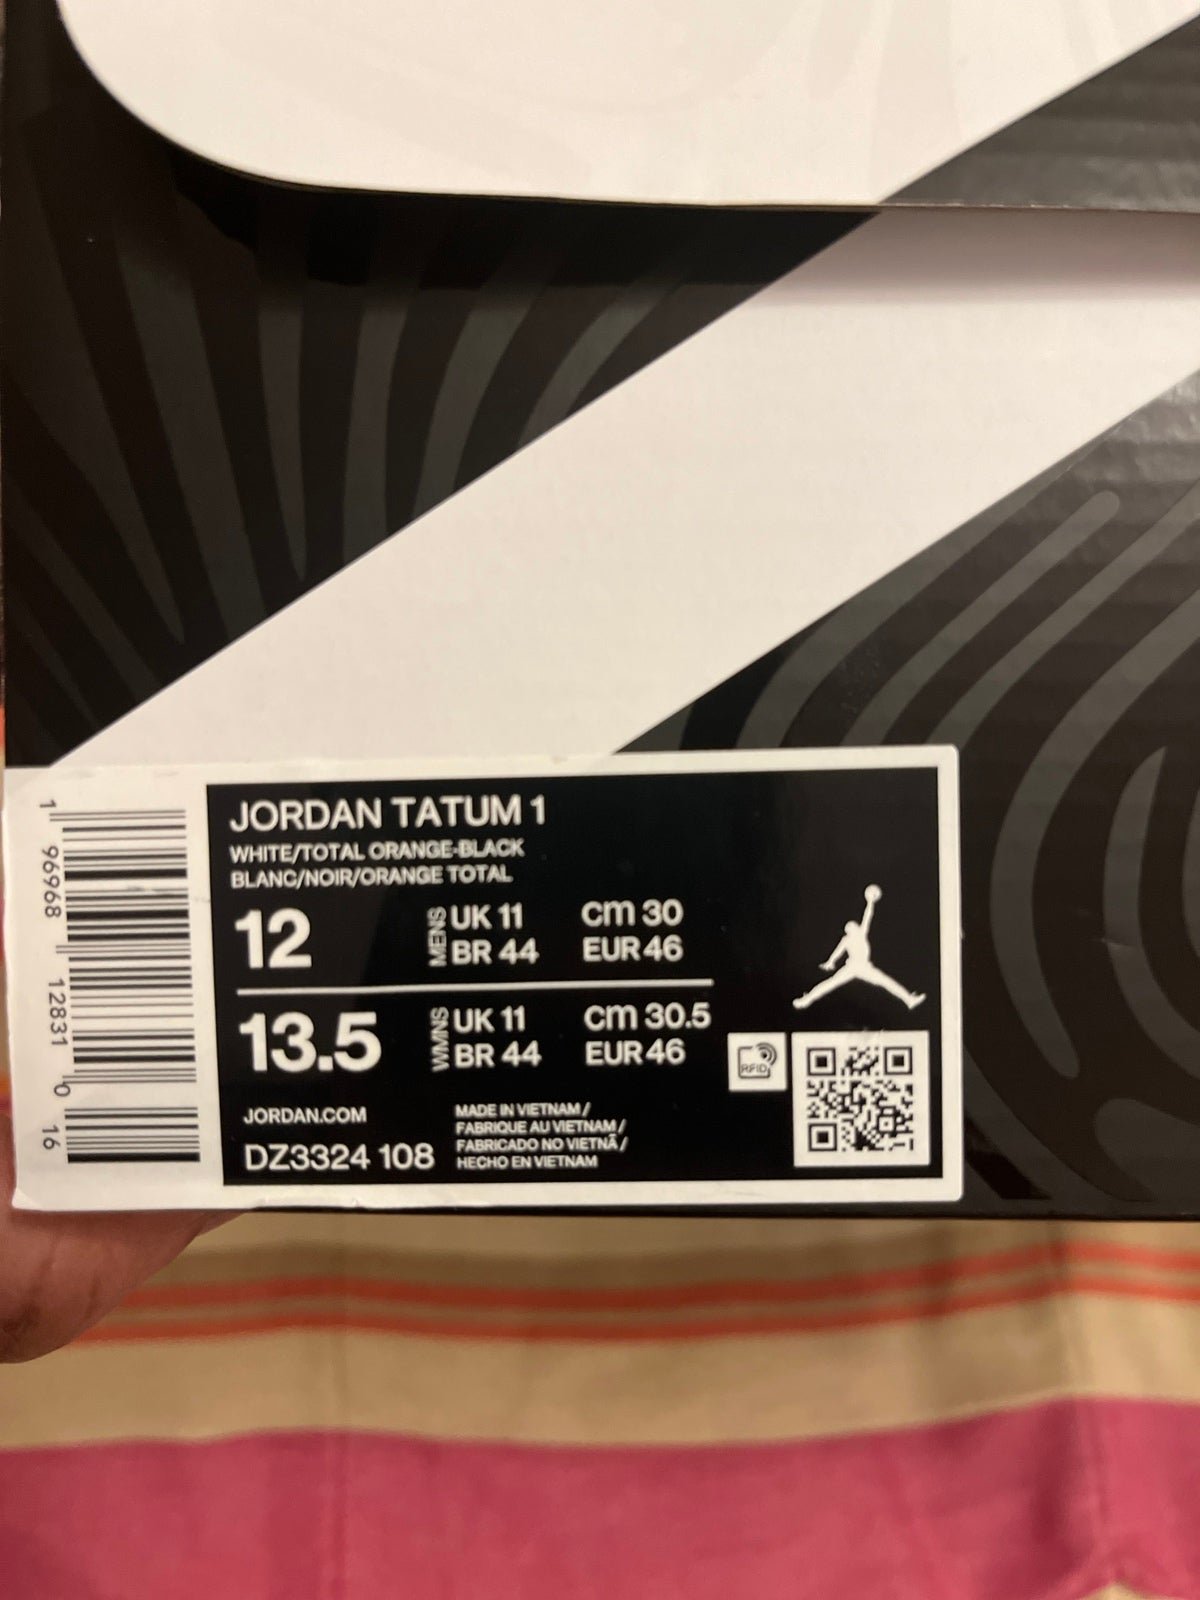 JORDAN TATUM 1
WHITE/TOTAL ORANGE-BLACK
BLANC/NOIR/ORANGE TOTAL
12
MENS
UK 11
cm 30
BR 44
EUR 46
13.5
WMNS
UK 11
cm 30.5
BR 44
EUR 46
RFID
JORDAN.COM
DZ3324 108
MADE IN VIETNAM /
FABRIQUE AU VIETNAM /
FABRICADO NO VIETNÃ /
HECHO EN VIETNAM
1 96968 12831 0 16